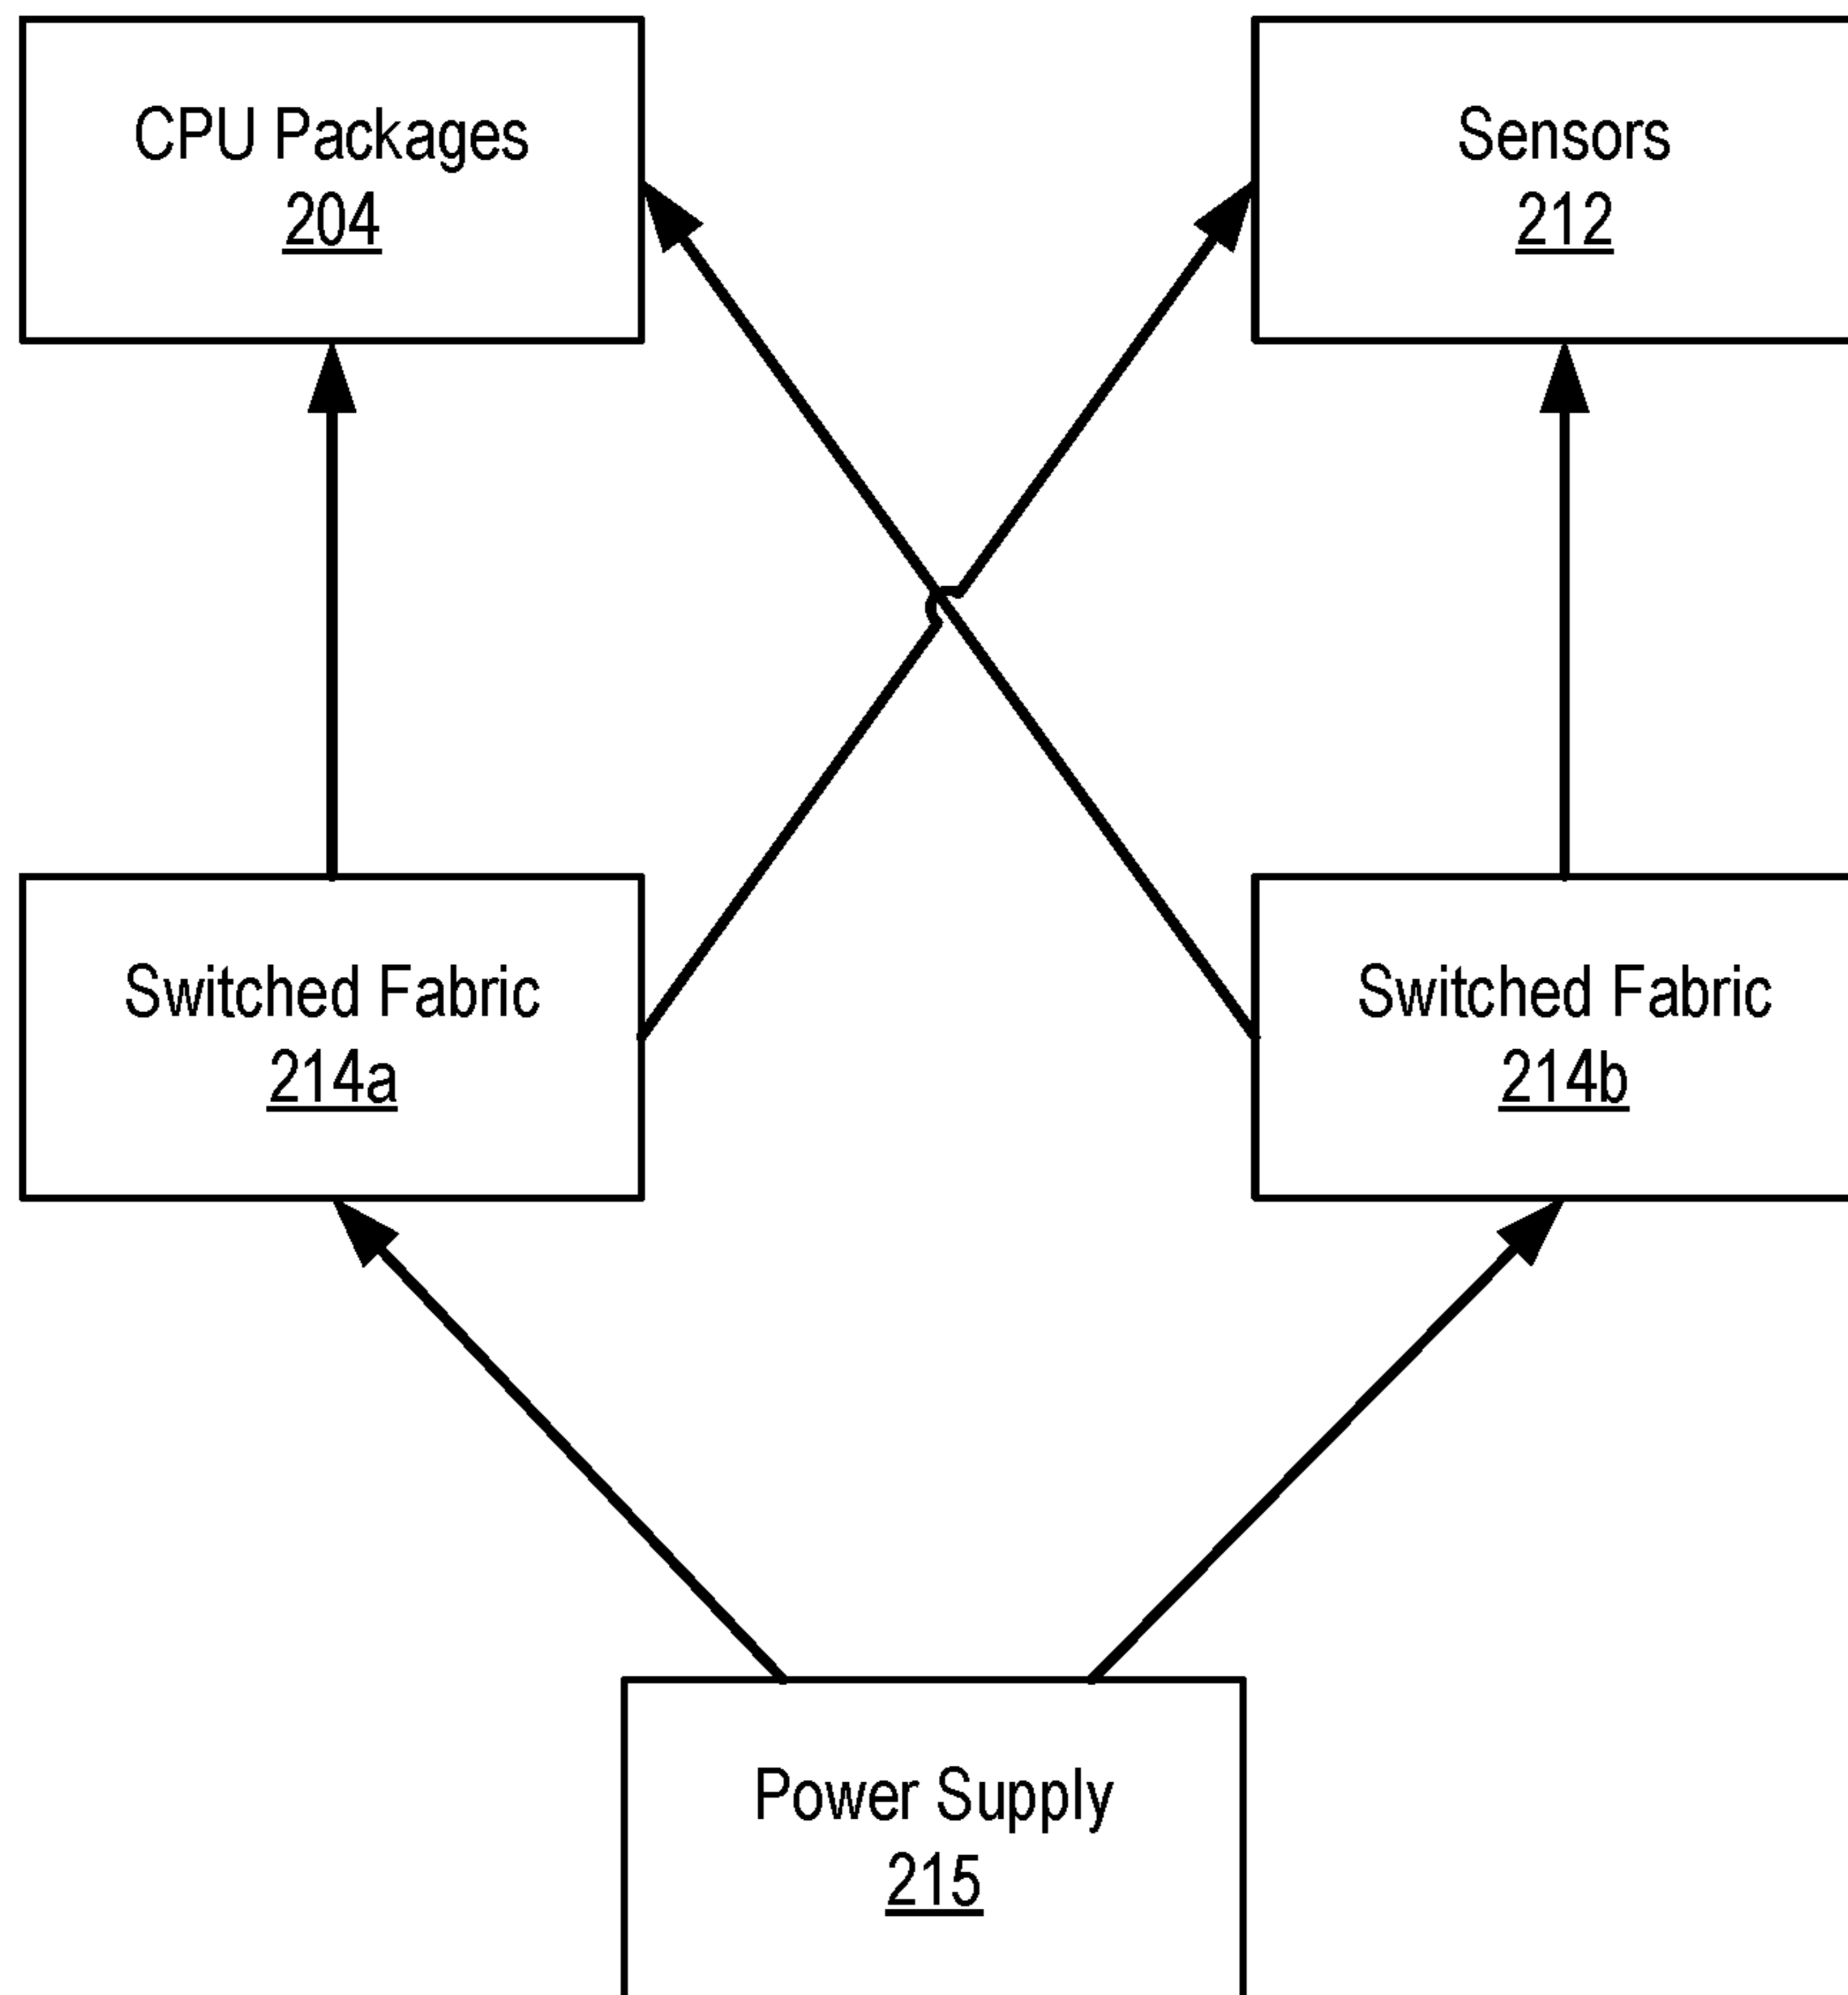 CPU Packages
204
Sensors
212
Switched Fabric
214a
Switched Fabric
214b
Power Supply
215